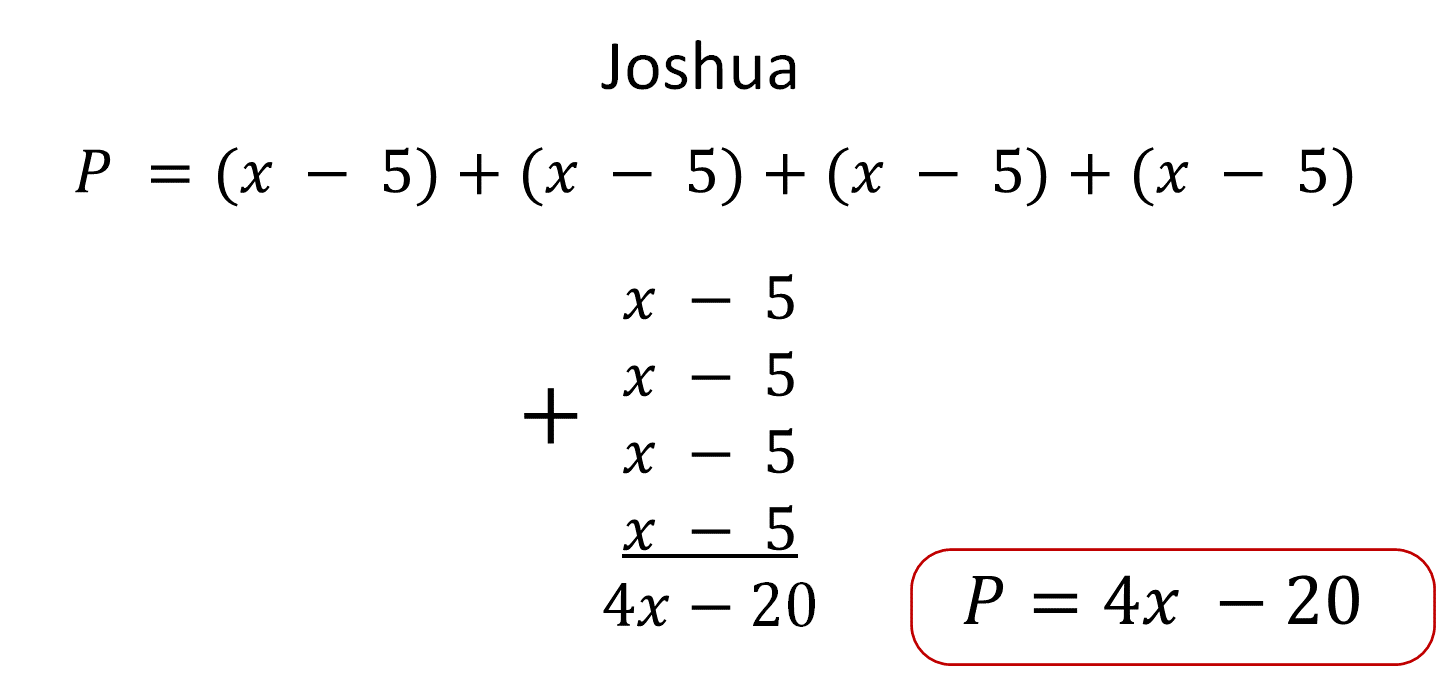 Joshua
P = (x − 5) + (x − 5) + (x − 5) + (x − 5)
x − 5
x − 5
+
x − 5
x − 5
4x − 20
P = 4x − 20